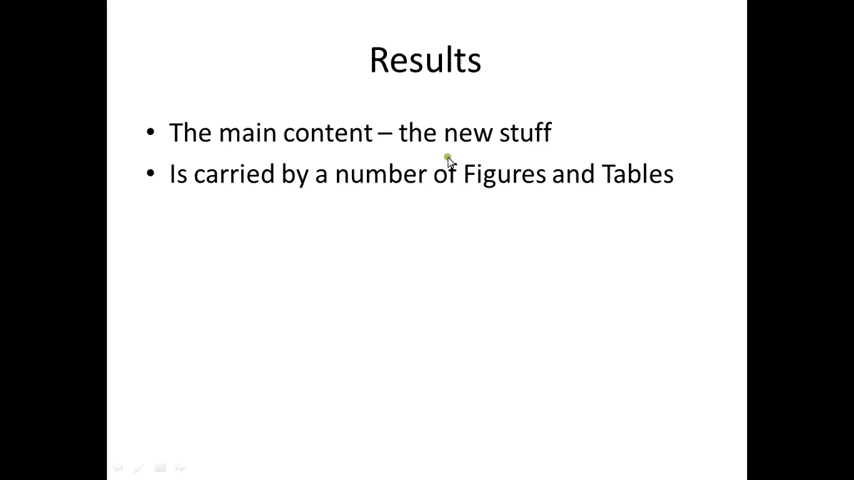 Results
• The main content – the new stuff
• Is carried by a number of Figures and Tables